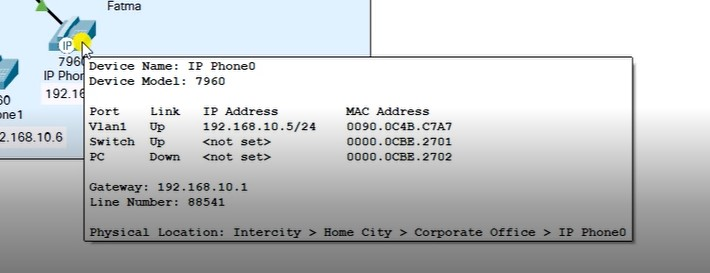 Fatma
IP
7960
IP Phon
192.16
60
one1
2.168.10.6
Device Name: IP Phone0
Device Model: 7960
Port Link IP Address MAC Address
Vlan1 Up 192.168.10.5/24 0090.0C4B.C7A7
Switch Up <not set> 0000.0CBE.2701
PC Down <not set> 0000.0CBE.2702
Gateway: 192.168.10.1
Line Number: 88541
Physical Location: Intercity > Home City > Corporate Office > IP Phone0